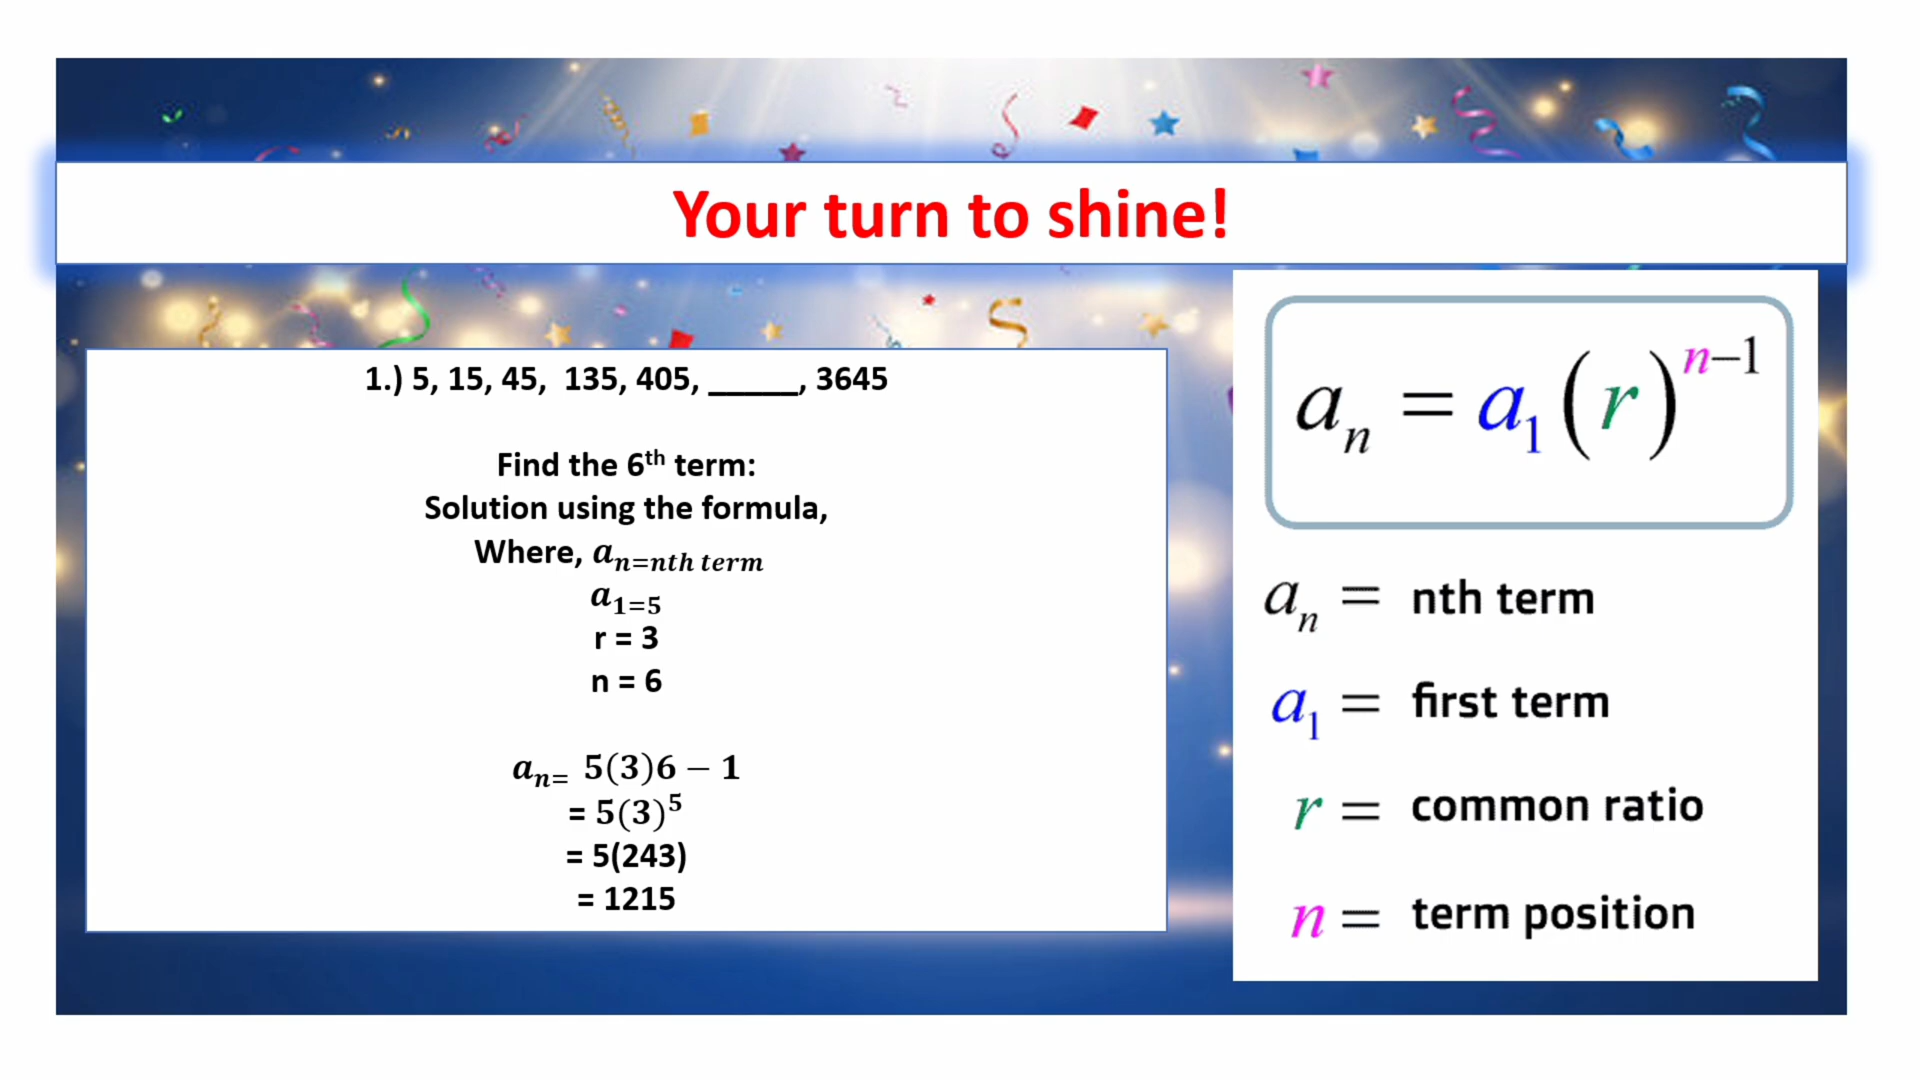 Your turn to shine!
1.) 5, 15, 45, 135, 405, _____, 3645
Find the 6th term:
Solution using the formula,
Where, a_{n=nth term}
a_{1=5}
r = 3
n = 6
a_{n=} 5(3)6 − 1
= 5(3)^5
= 5(243)
= 1215
a_n = a_1 (r)^{n−1}
a_n = nth term
a_1 = first term
r = common ratio
n = term position